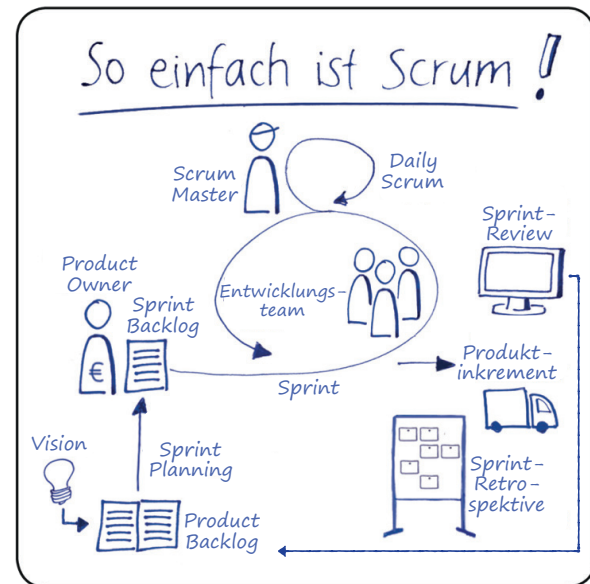 So einfach ist Scrum!
Scrum
Master
Daily
Scrum
Sprint-
Review
Product
Owner
Sprint
Backlog
Entwicklungs-
team
€
Sprint
Produkt-
inkrement
Vision
Sprint
Planning
Sprint-
Retro-
spektive
Product
Backlog